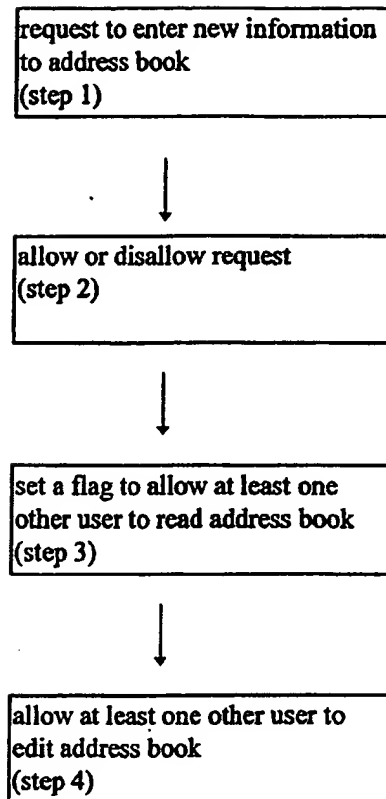 request to enter new information
to address book
(step 1)
allow or disallow request
(step 2)
set a flag to allow at least one
other user to read address book
(step 3)
allow at least one other user to
edit address book
(step 4)